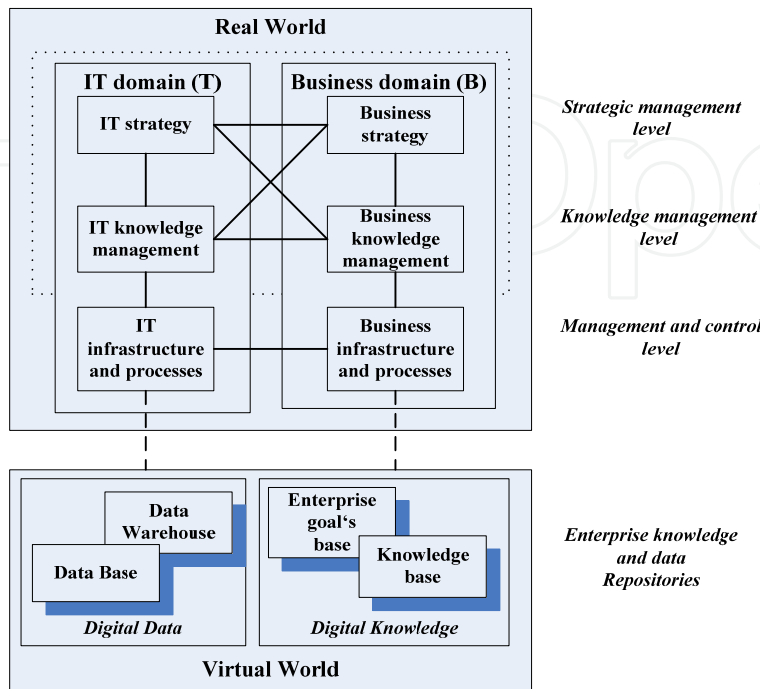 Real World
IT domain (T)
Business domain (B)
IT strategy
Business
strategy
Strategic management
level
IT knowledge
management
Business
knowledge
management
Knowledge management
level
IT
infrastructure
and processes
Business
infrastructure
and processes
Management and control
level
Data
Warehouse
Data Base
Digital Data
Enterprise
goal‘s
base
Knowledge
base
Digital Knowledge
Enterprise knowledge
and data
Repositories
Virtual World